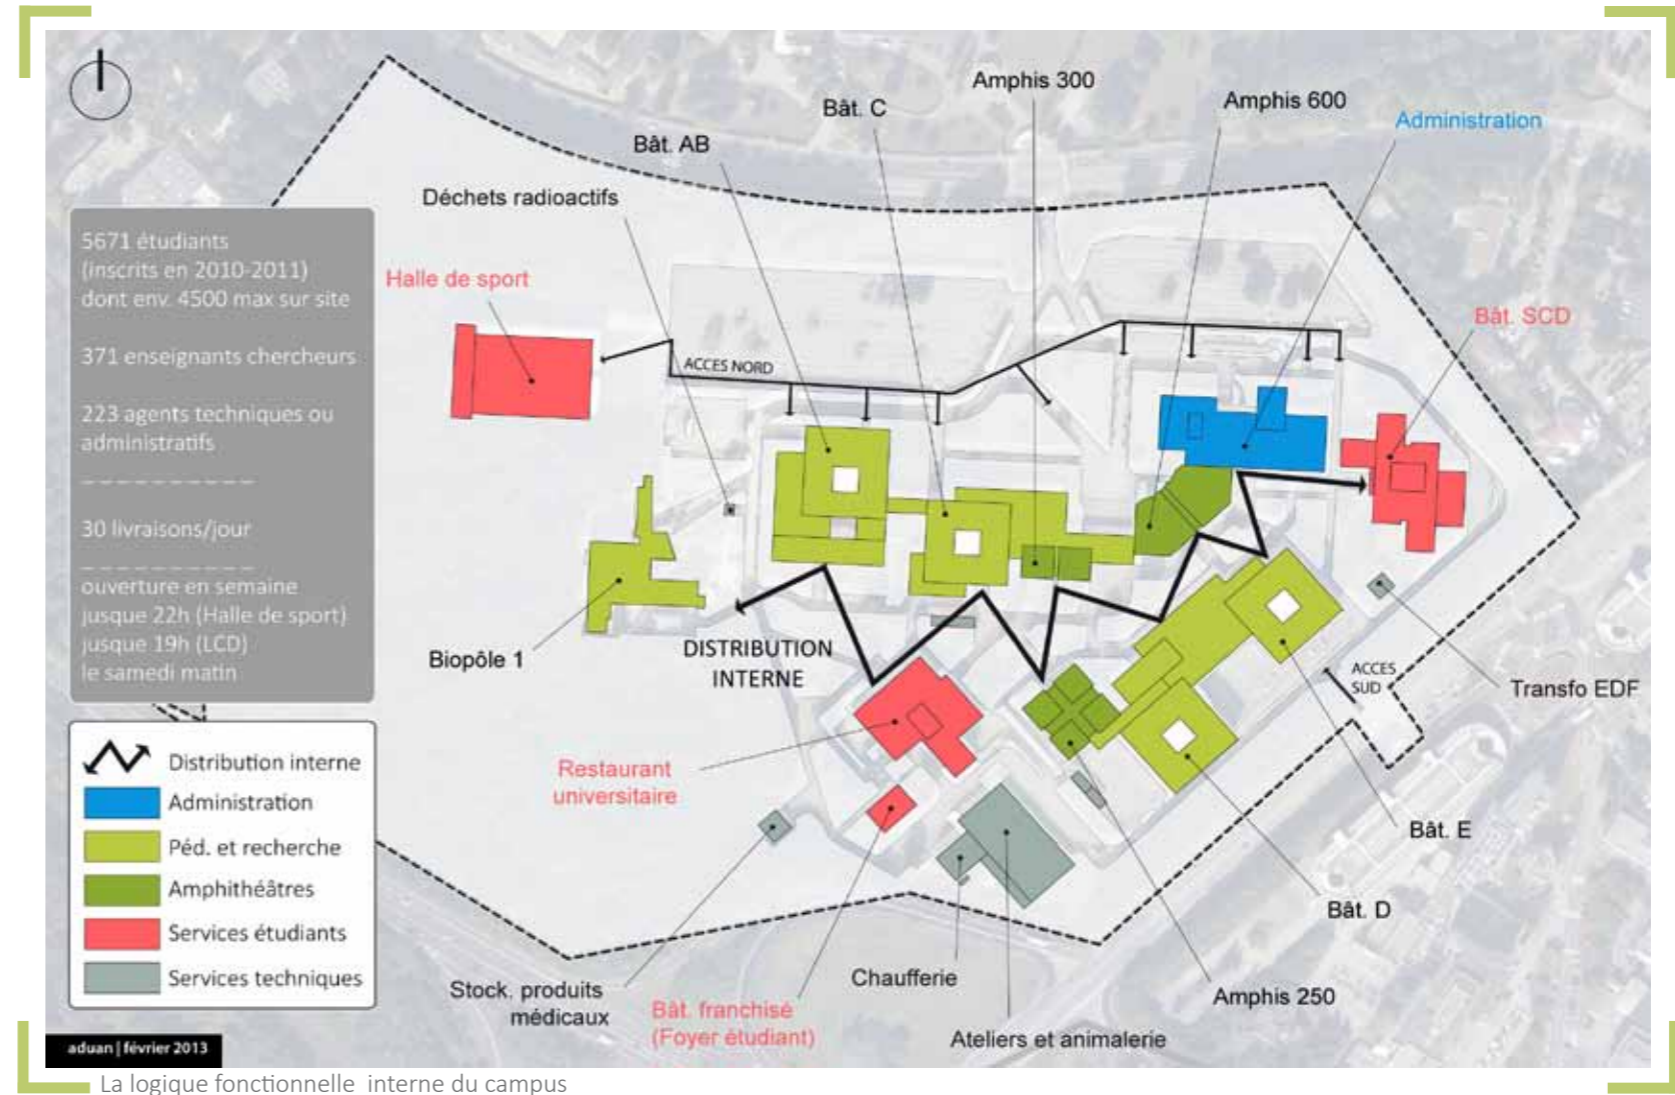 Amphis 300
Bât. C
Amphis 600
Administration
Bât. AB
Déchets radioactifs
Halle de sport
Bât. SCD
ACCES NORD
5671 étudiants
(inscrits en 2010-2011)
dont env. 4500 max sur site
371 enseignants chercheurs
223 agents techniques ou
administratifs
30 livraisons/jour
ouverture en semaine
jusque 22h (Halle de sport)
jusque 19h (LCD)
le samedi matin
Biopôle 1
DISTRIBUTION
INTERNE
ACCES
SUD
Transfo EDF
Restaurant
universitaire
Bât. E
Bât. D
Amphis 250
Chaufferie
Ateliers et animalerie
Stock. produits
médicaux
Bât. franchisé
(Foyer étudiant)
Distribution interne
Administration
Péd. et recherche
Amphithéâtres
Services étudiants
Services techniques
aduan | février 2013
La logique fonctionnelle interne du campus